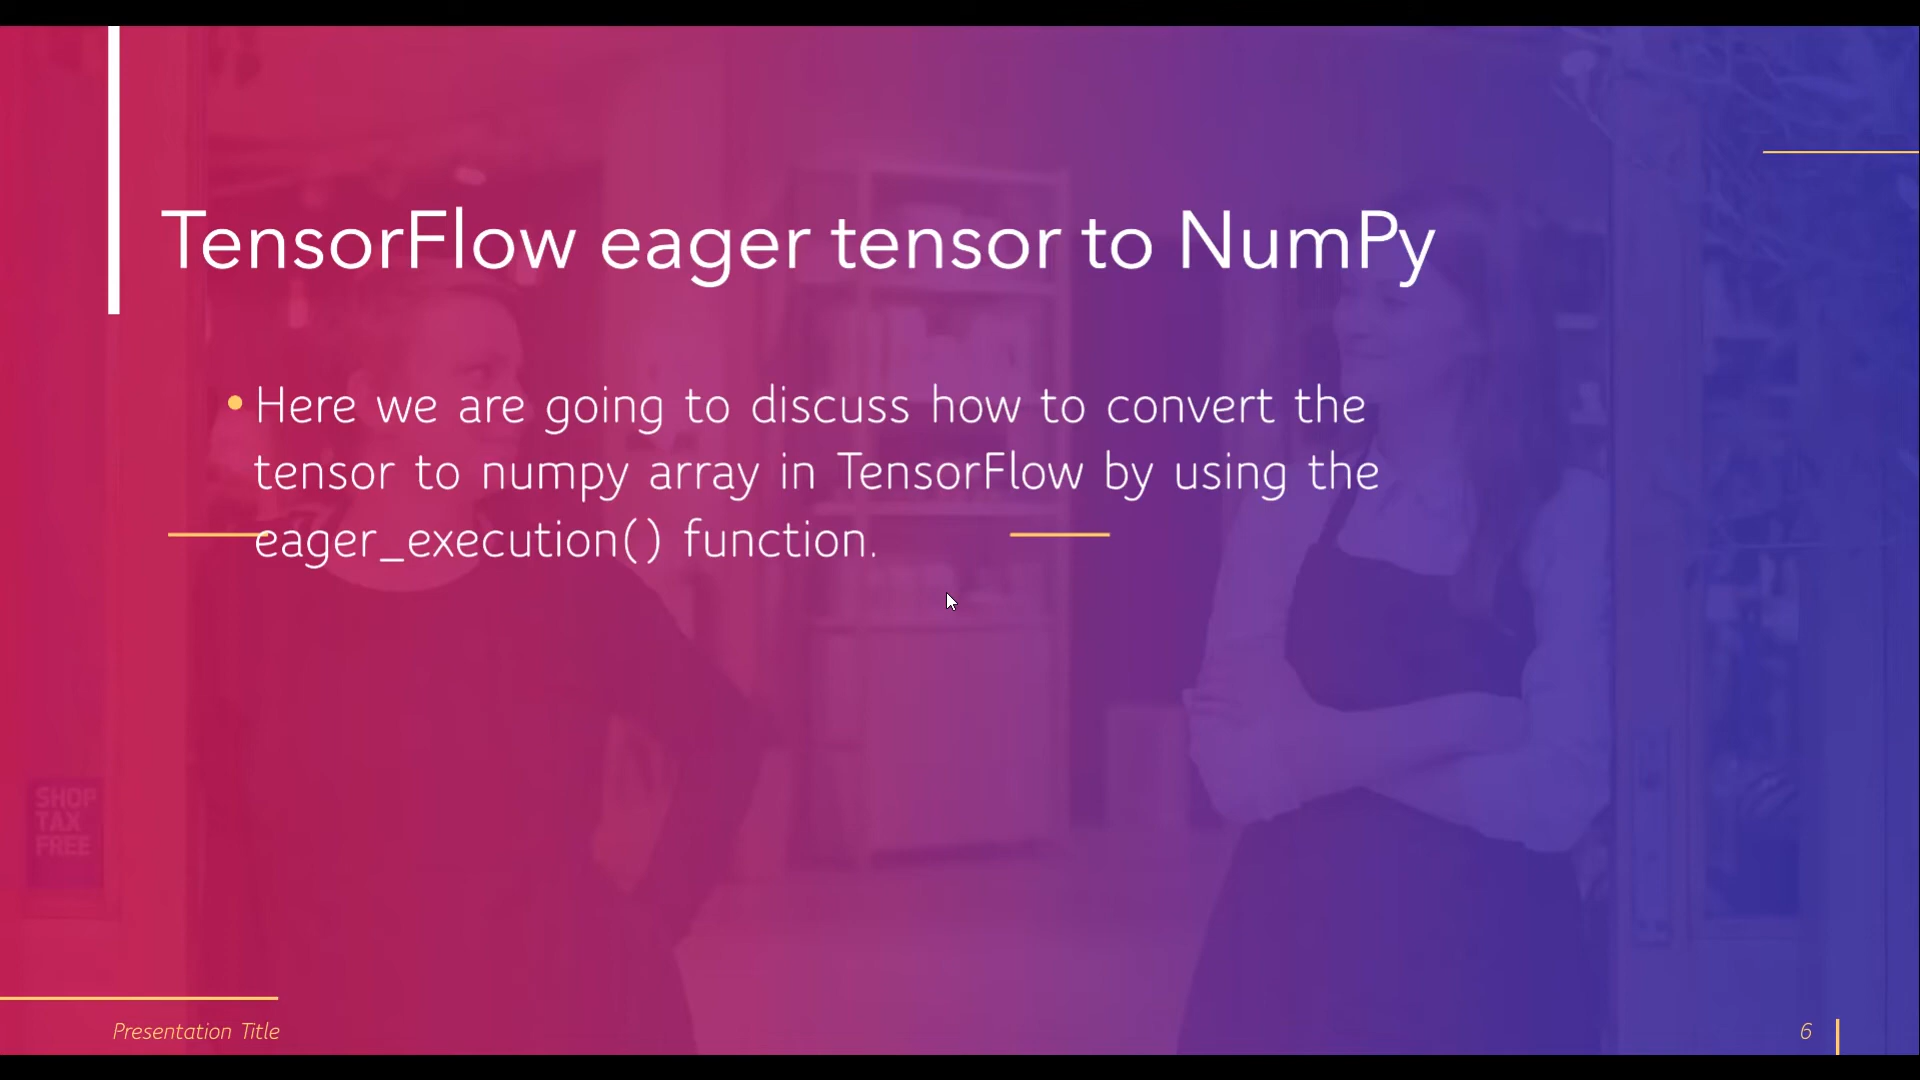 TensorFlow eager tensor to NumPy
• Here we are going to discuss how to convert the
tensor to numpy array in TensorFlow by using the
eager_execution() function.
SHOP
TAX
FREE
Presentation Title
6